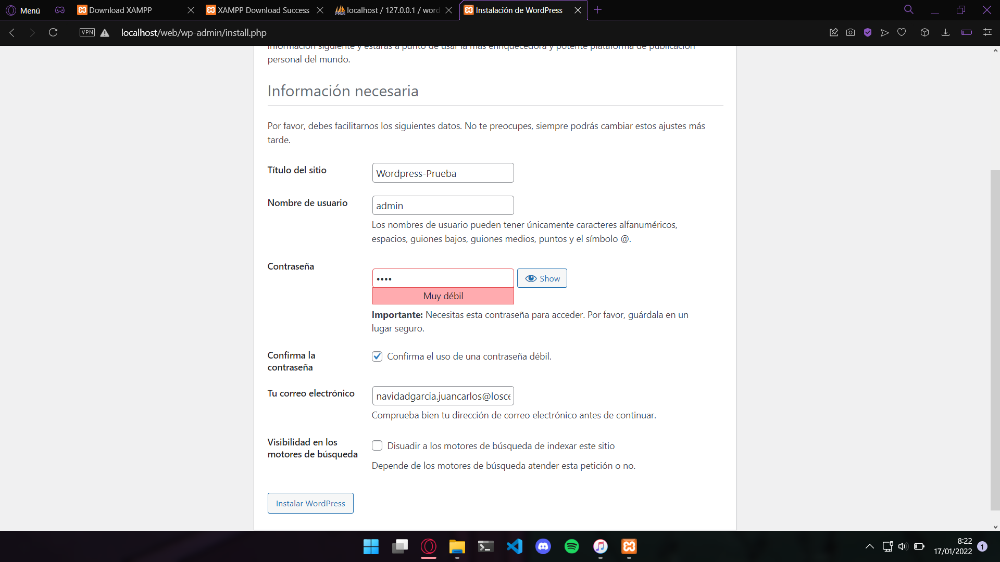 Menú
Download XAMPP
XAMPP Download Success
localhost / 127.0.0.1 / word
Instalación de WordPress
VPN
localhost/web/wp-admin/install.php
información siguiente y estarás a punto de usar la más enriquecedora y potente plataforma de publicación
personal del mundo.
Información necesaria
Por favor, debes facilitarnos los siguientes datos. No te preocupes, siempre podrás cambiar estos ajustes más
tarde.
Título del sitio
Wordpress-Prueba
Nombre de usuario
admin
Los nombres de usuario pueden tener únicamente caracteres alfanuméricos,
espacios, guiones bajos, guiones medios, puntos y el símbolo @.
Contraseña
••••
Show
Muy débil
Importante: Necesitas esta contraseña para acceder. Por favor, guárdala en un
lugar seguro.
Confirma la
contraseña
Confirma el uso de una contraseña débil.
Tu correo electrónico
navidadgarcia.juancarlos@losce
Comprueba bien tu dirección de correo electrónico antes de continuar.
Visibilidad en los
motores de búsqueda
Disuadir a los motores de búsqueda de indexar este sitio
Depende de los motores de búsqueda atender esta petición o no.
Instalar WordPress
8:22
17/01/2022
1